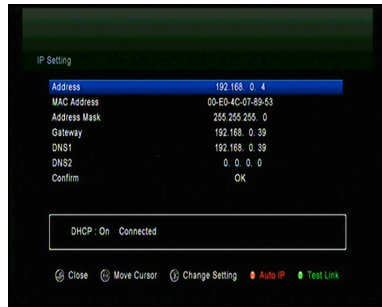 IP Setting
Address 192.168. 0. 4
MAC Address 00-E0-4C-07-89-53
Address Mask 255.255.255. 0
Gateway 192.168. 0. 39
DNS1 192.168. 0. 39
DNS2 0. 0. 0. 0
Confirm OK
DHCP : On Connected
Close Move Cursor Change Setting Auto IP Test Link